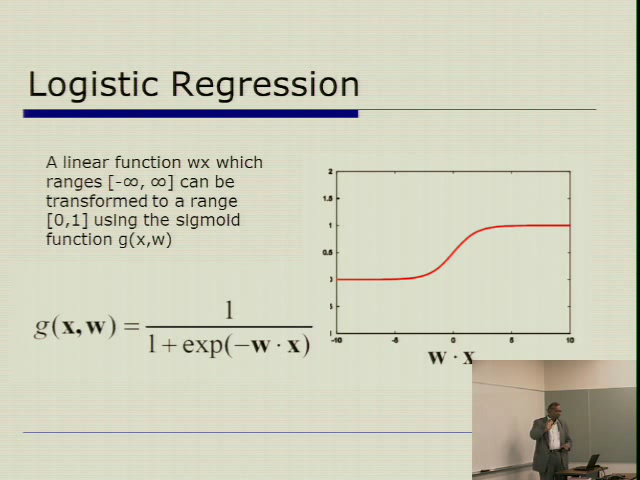 Logistic Regression
A linear function wx which
ranges [-∞, ∞] can be
transformed to a range
[0,1] using the sigmoid
function g(x,w)
g(x,w) = 1 / 1 + exp(−w · x)
2
1.5
1
0.5
-10 -5 0 5 10
w · x